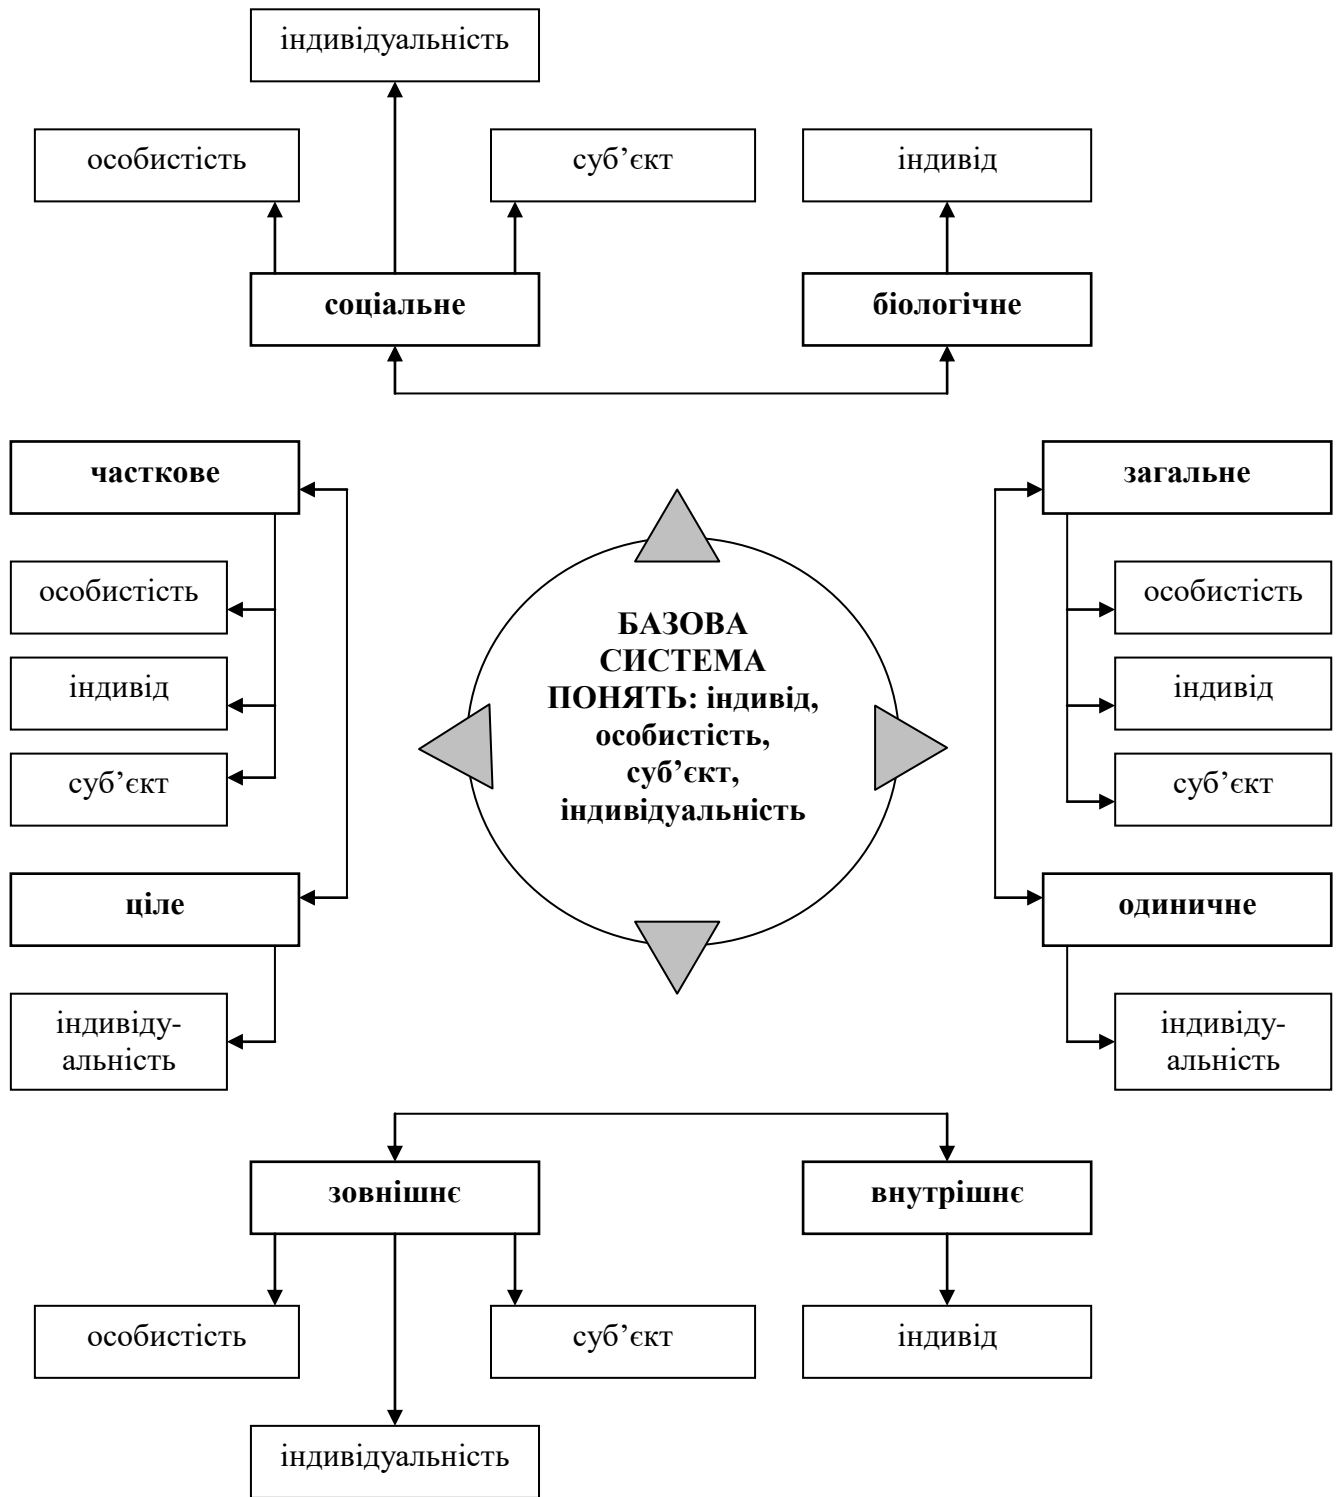 індивідуальність
особистість
суб’єкт
індивід
соціальне
біологічне
часткове
загальне
особистість
індивід
суб’єкт
БАЗОВА
СИСТЕМА
ПОНЯТЬ: індивід,
особистість,
суб’єкт,
індивідуальність
особистість
індивід
суб’єкт
ціле
одиничне
індивіду-
альність
індивіду-
альність
зовнішнє
внутрішнє
особистість
суб’єкт
індивід
індивідуальність